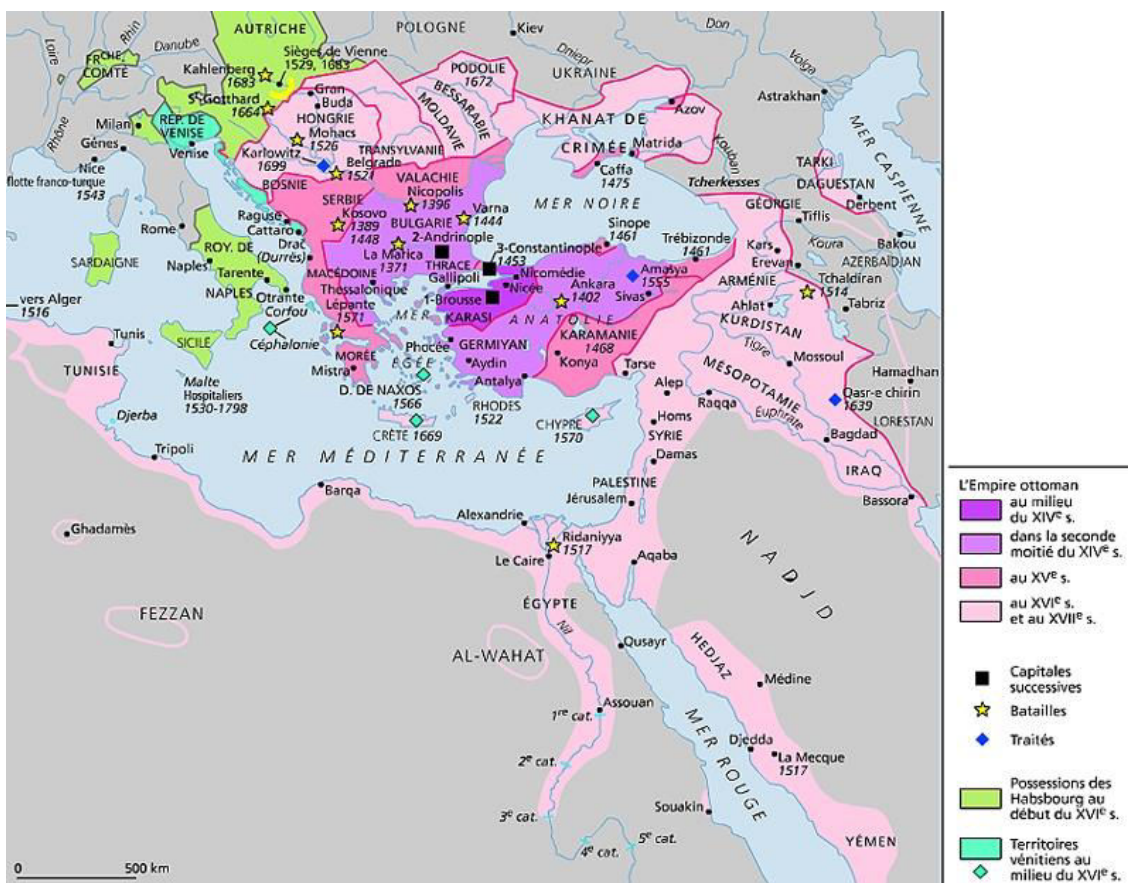 POLOGNE
Kiev
Don
Volga
Dniepr
UKRAINE
Astrakhan
Loire
Rhin
Danube
AUTRICHE
Sièges de Vienne
1529, 1683
Kahlenberg
1683
FR^CHE.
COMTÉ
S^t-Gotthard
1664
Gran
Buda
HONGRIE
Mohacs
1526
PODOLIE
1672
BESSARABIE
MOLDAVIE
TRANSYLVANIE
KHANAT DE
CRIMÉE
Azov
Matrida
Caffa
1475
Kouban
Tcherkesses
MER CASPIENNE
TARKI
DAGUESTAN
Derbent
Rhône
Milan
RÉP. DE
VENISE
Venise
Gênes
Nice
flotte franco-turque
1543
Karlowitz
1699
Belgrade
1521
BOSNIE
SERBIE
VALACHIE
Nicopolis
1396
BULGARIE
Varna
1444
MER NOIRE
GÉORGIE
Tiflis
Koura
Bakou
AZERBAÏDJAN
Kosovo
1389
1448
Raguse
Cattaro
Drac
(Durrës)
2-Andrinople
La Marica
1371
THRACE
3-Constantinople
1453
Sinope
1461
Trébizonde
1461
Kars
Erevan
Rome
ROY. DE
Naples
NAPLES
Tarente
Otrante
Corfou
Céphalonie
SARDAIGNE
SICILE
MACÉDOINE
Thessalonique
Gallipoli
Nicomédie
Nicée
1-Brousse
KARASI
Ankara
1402
Amasya
1555
Sivas
ARMÉNIE
Tchaldiran
1514
Ahlat
Tabriz
KURDISTAN
vers Alger
1516
Tunis
TUNISIE
Lépante
1571
MORÉE
Mistra
MER
ÉGÉE
Phocée
GERMIYAN
Aydin
Antalya
ANATOLIE
KARAMANIE
1468
Konya
Tarse
Tigre
Mossoul
MÉSOPOTAMIE
Hamadhan
Malte
Hospitaliers
1530-1798
Djerba
Tripoli
D. DE NAXOS
1566
RHODES
1522
CRÈTE 1669
CHYPRE
1570
Alep
Raqqa
Euphrate
Homs
SYRIE
Damas
Qasr-e chirin
1639
LORESTAN
Bagdad
IRAQ
Bassora
MER MÉDITERRANÉE
Barqa
PALESTINE
Jérusalem
Alexandrie
Ridaniyya
1517
Le Caire
Aqaba
NADJD
Ghadamès
FEZZAN
ÉGYPTE
Nil
AL-WAHAT
Qusayr
HEDJAZ
Médine
Assouan
1^re cat.
2^e cat.
3^e cat.
4^e cat.
5^e cat.
MER ROUGE
Djedda
La Mecque
1517
Souakin
YÉMEN
0 500 km
L'Empire ottoman
au milieu
du XIV^e s.
dans la seconde
moitié du XIV^e s.
au XV^e s.
au XVI^e s.
et au XVII^e s.
Capitales
successives
Batailles
Traités
Possessions des
Habsbourg au
début du XVI^e s.
Territoires
vénitiens au
milieu du XVI^e s.